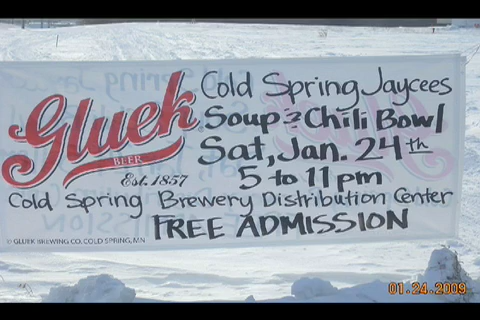 Gluek
BEER
Est. 1857
Cold Spring Jaycees
Soup & Chili Bowl
Sat, Jan. 24th
5 to 11 pm
Cold Spring Brewery Distribution Center
FREE ADMISSION
© GLUEK BREWING CO. COLD SPRING, MN
01.24.2009